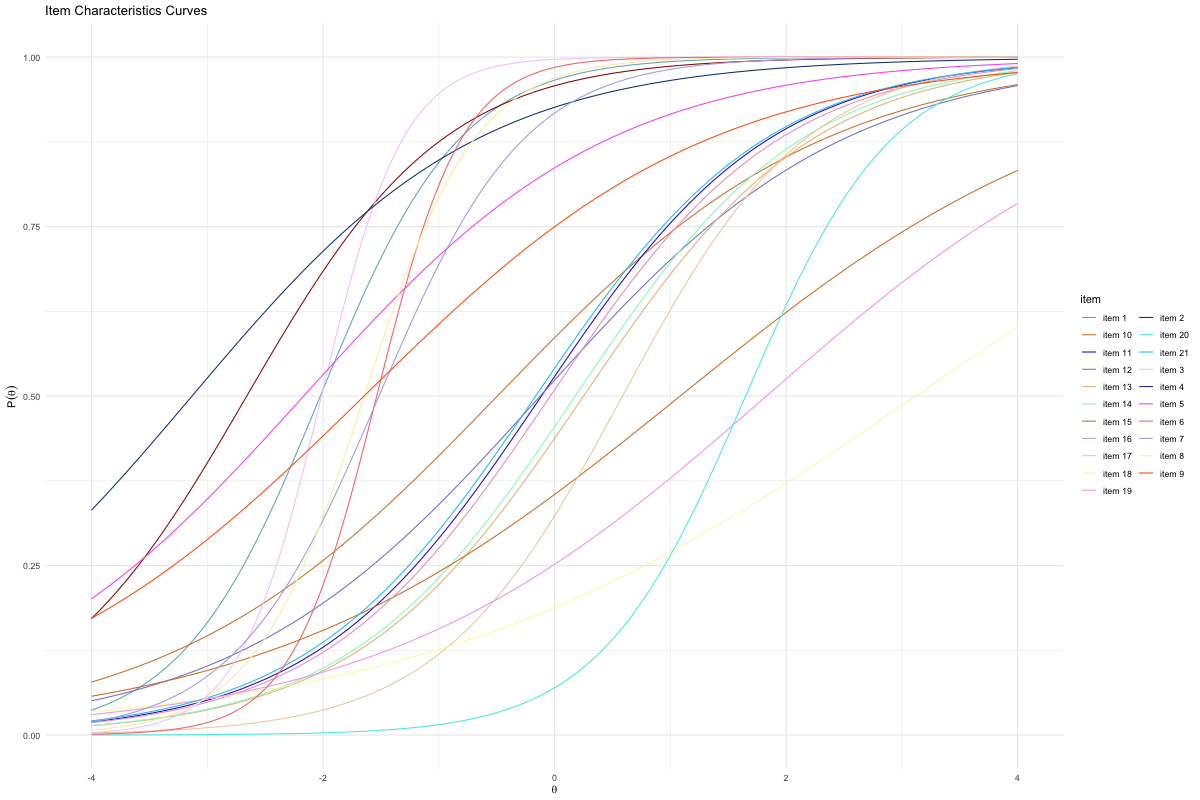 Item Characteristics Curves
1.00
0.75
0.50
0.25
0.00
P(θ)
-4 -2 0 2 4
θ
item
item 1 item 2
item 10 item 20
item 11 item 21
item 12 item 3
item 13 item 4
item 14 item 5
item 15 item 6
item 16 item 7
item 17 item 8
item 18 item 9
item 19